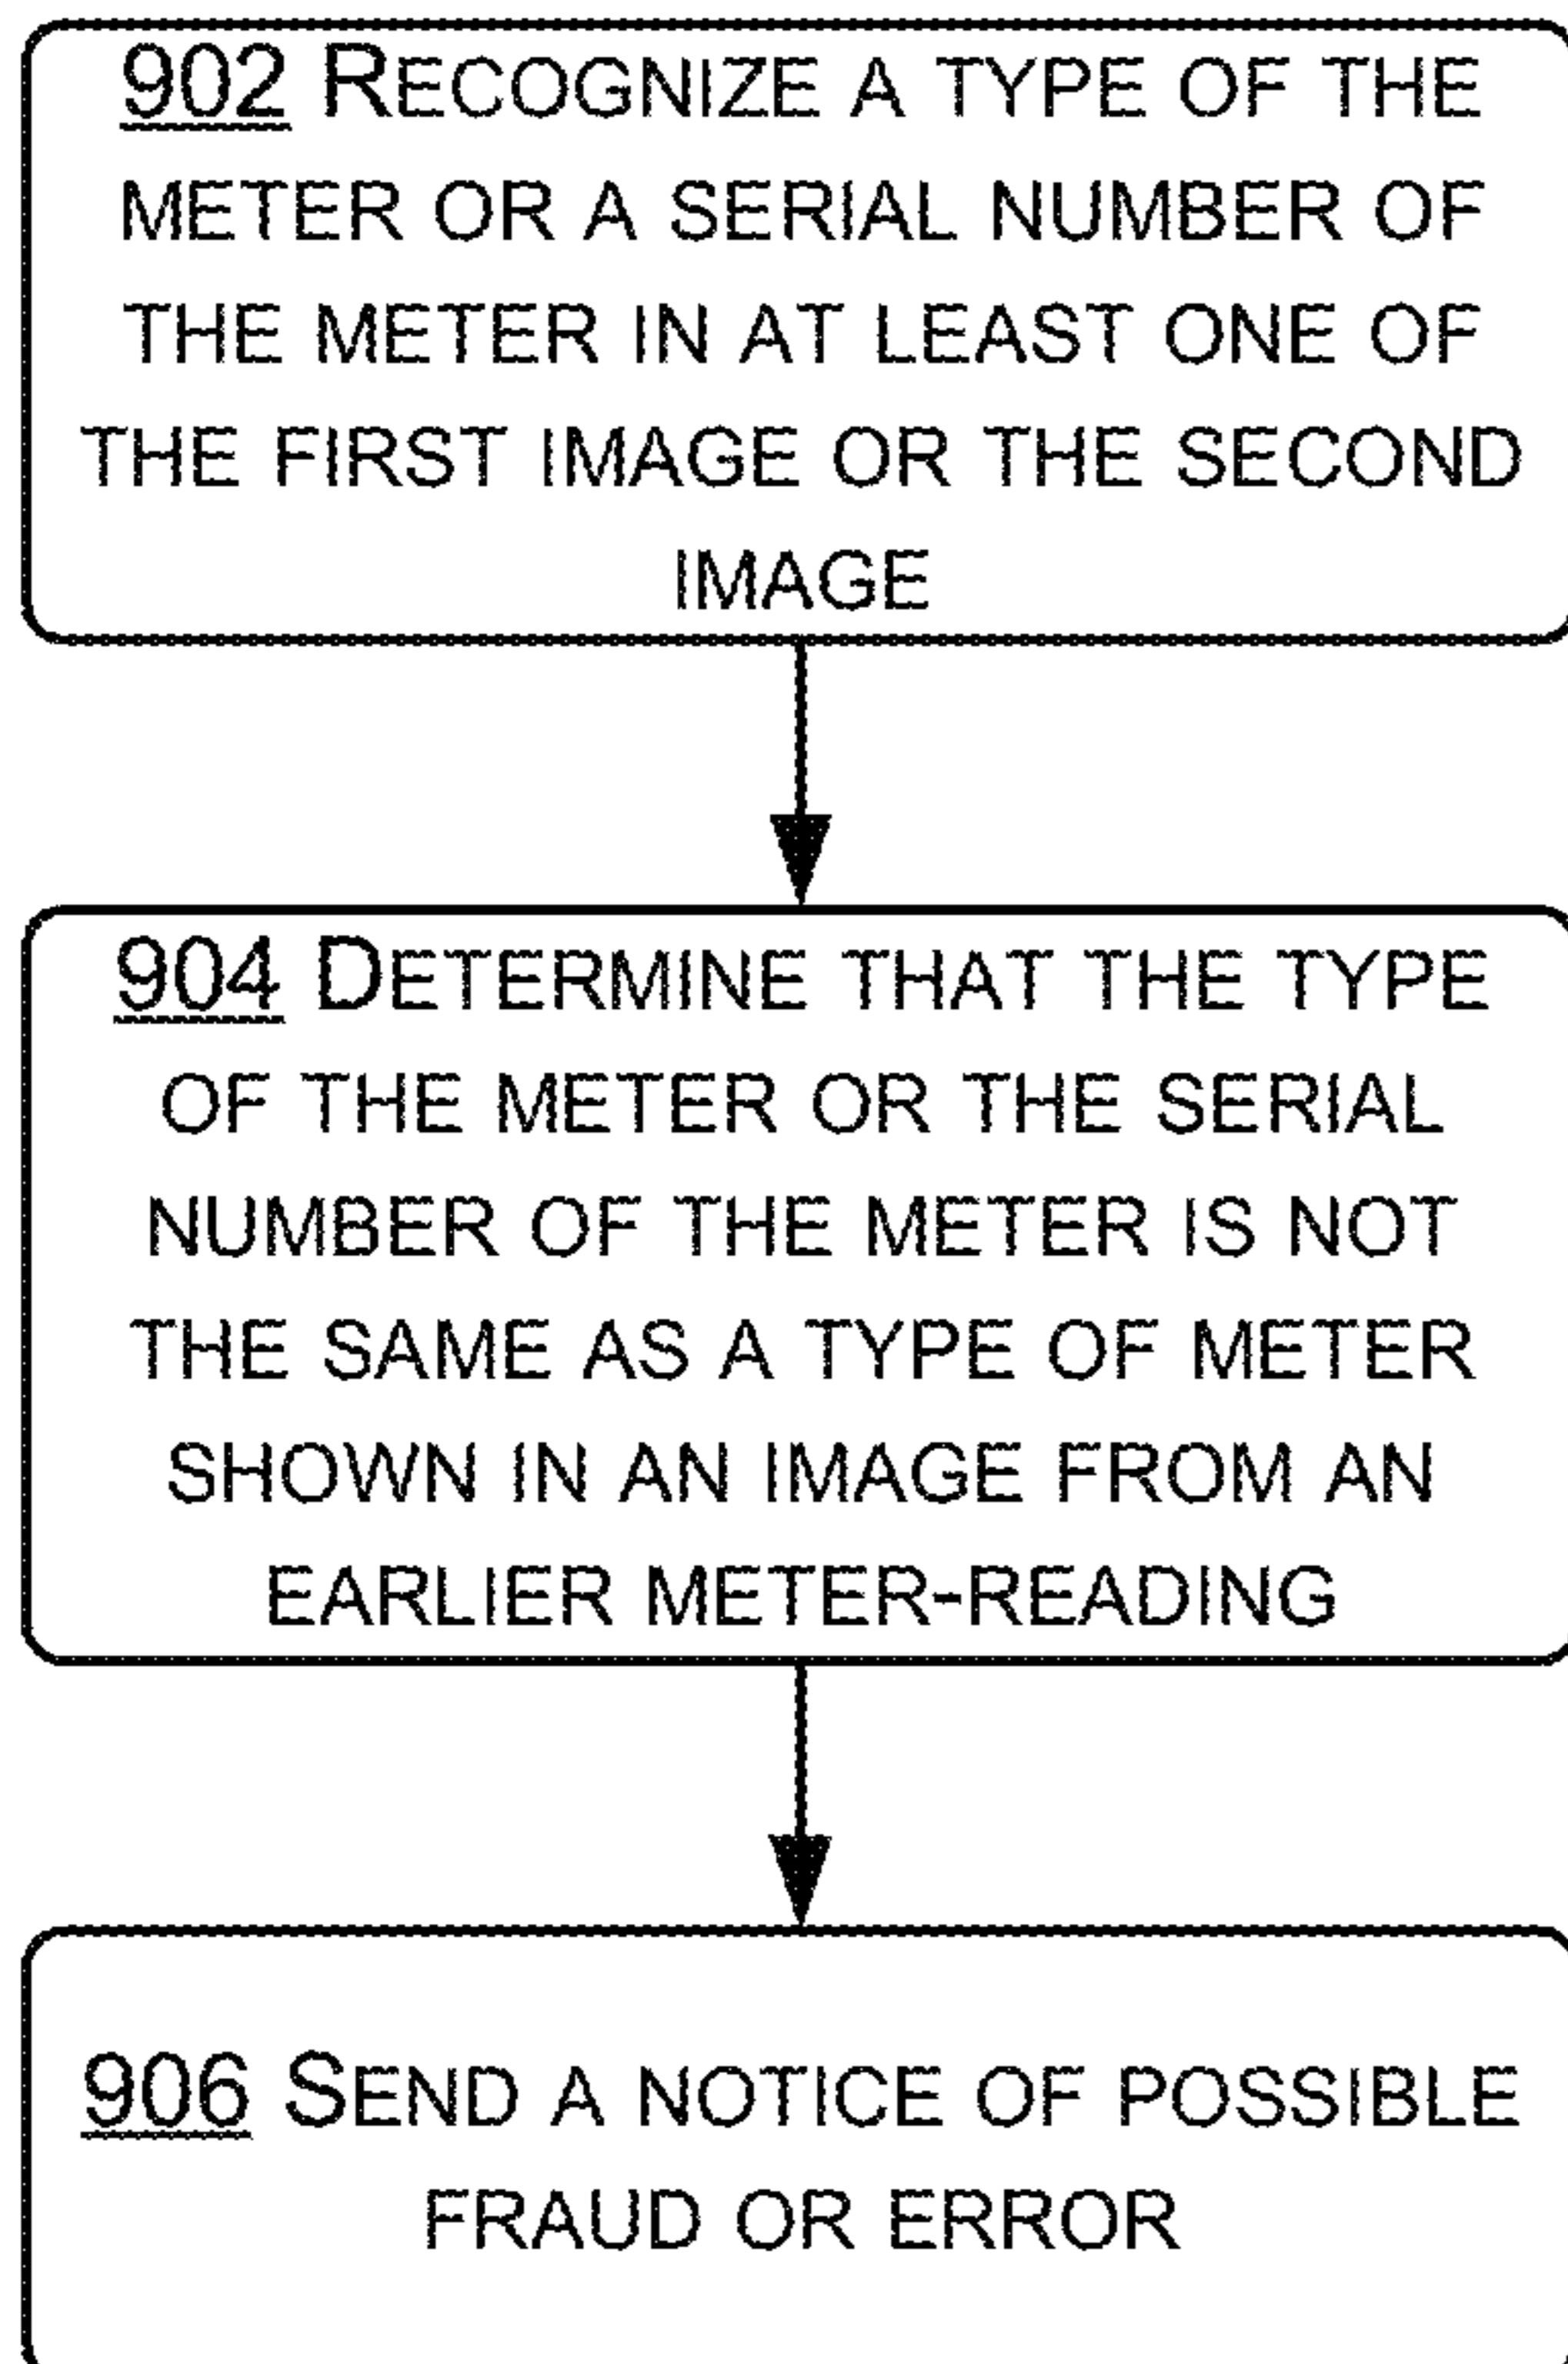 902 RECOGNIZE A TYPE OF THE
METER OR A SERIAL NUMBER OF
THE METER IN AT LEAST ONE OF
THE FIRST IMAGE OR THE SECOND
IMAGE
904 DETERMINE THAT THE TYPE
OF THE METER OR THE SERIAL
NUMBER OF THE METER IS NOT
THE SAME AS A TYPE OF METER
SHOWN IN AN IMAGE FROM AN
EARLIER METER-READING
906 SEND A NOTICE OF POSSIBLE
FRAUD OR ERROR